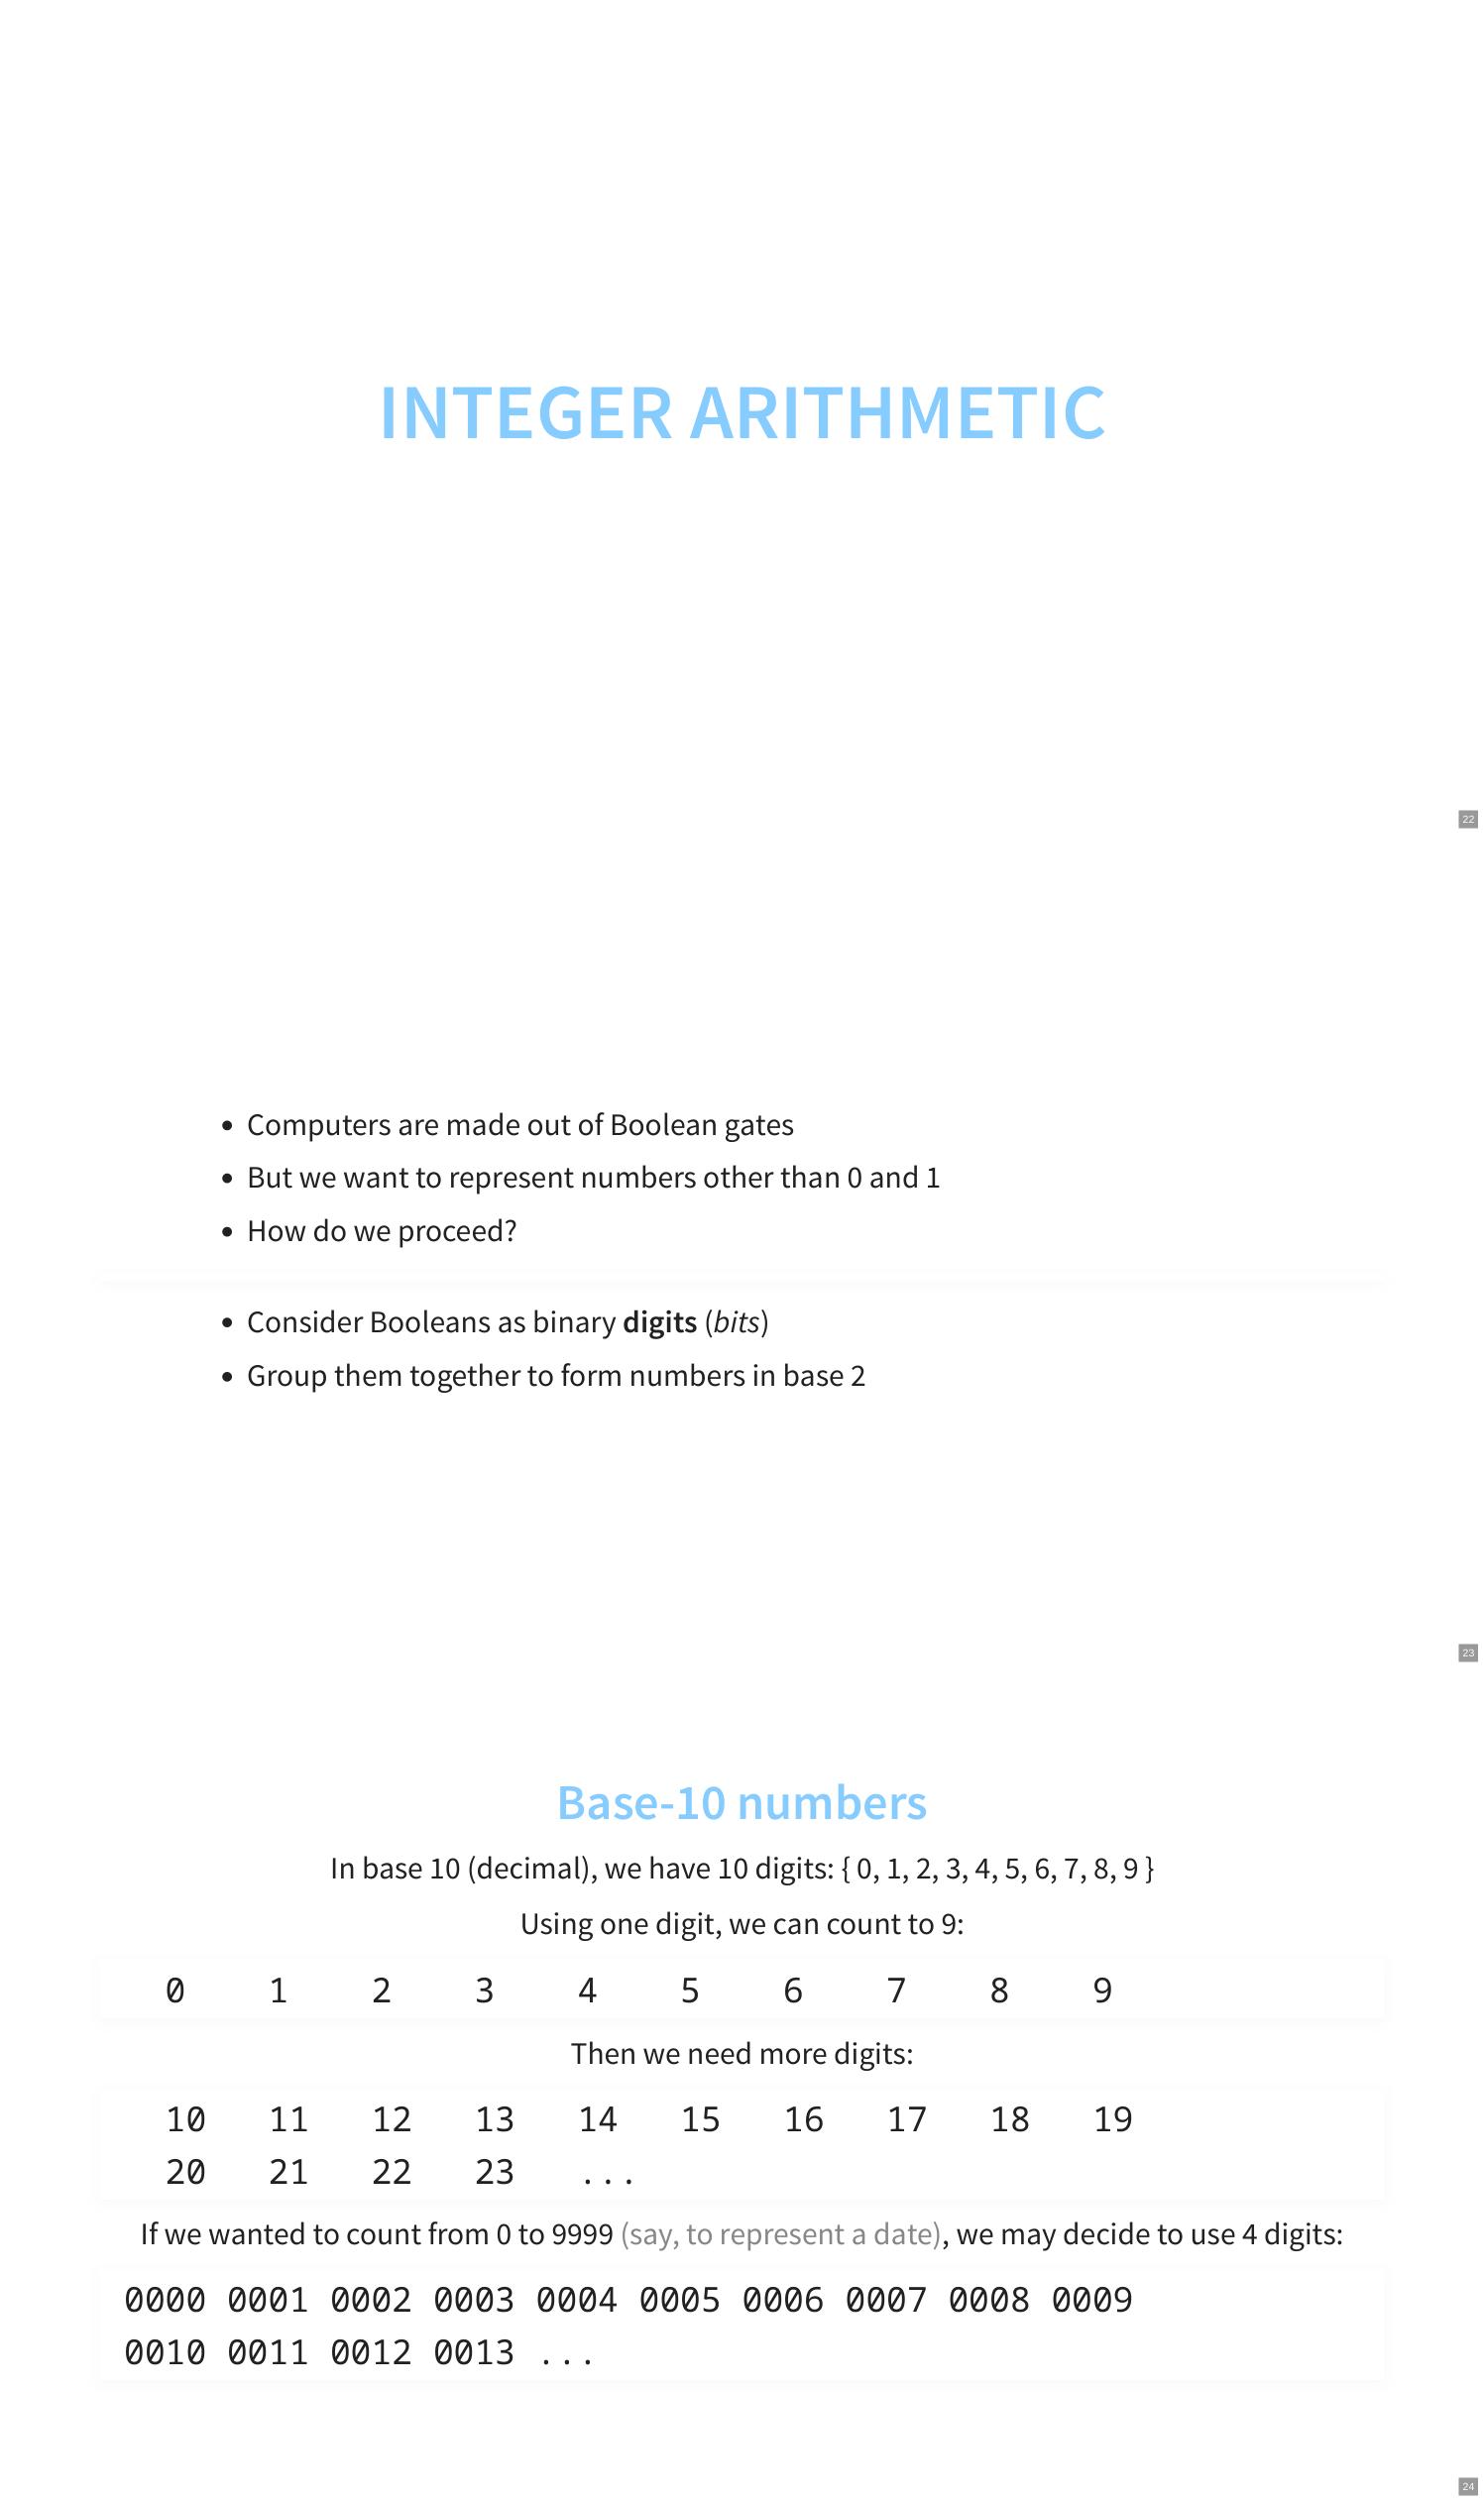 INTEGER ARITHMETIC
22
• Computers are made out of Boolean gates
• But we want to represent numbers other than 0 and 1
• How do we proceed?
• Consider Booleans as binary digits (bits)
• Group them together to form numbers in base 2
23
Base-10 numbers
In base 10 (decimal), we have 10 digits: { 0, 1, 2, 3, 4, 5, 6, 7, 8, 9 }
Using one digit, we can count to 9:
0 1 2 3 4 5 6 7 8 9
Then we need more digits:
10 11 12 13 14 15 16 17 18 19
20 21 22 23 ...
If we wanted to count from 0 to 9999 (say, to represent a date), we may decide to use 4 digits:
0000 0001 0002 0003 0004 0005 0006 0007 0008 0009
0010 0011 0012 0013 ...
24